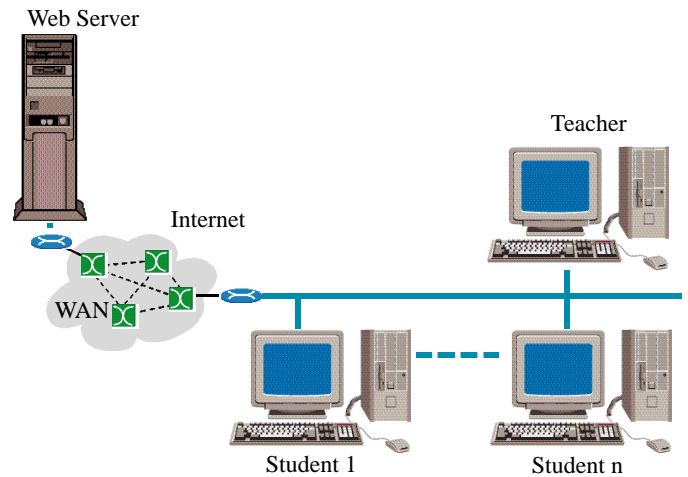 Web Server
Teacher
Internet
WAN
Student 1
Student n